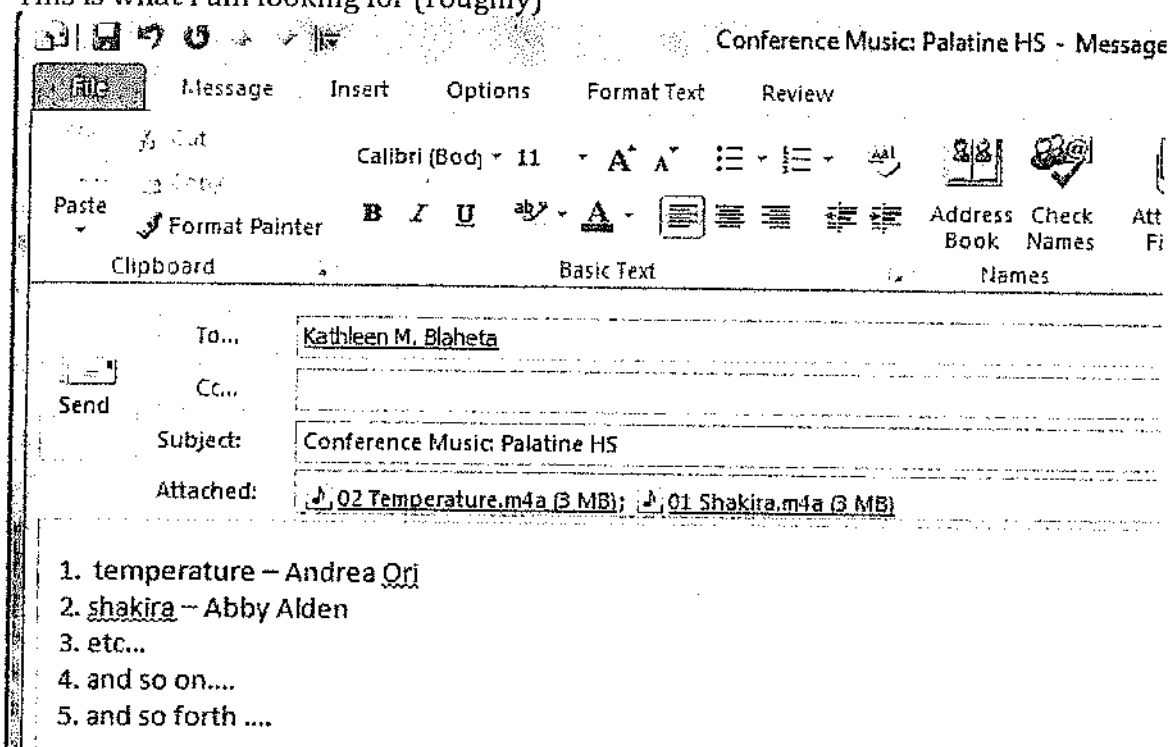 This is what I am looking for (roughly)
Conference Music: Palatine HS - Message
File Message Insert Options Format Text Review
Cut
Copy
Paste
Format Painter
Calibri (Body 11
B I U
Address Book
Check Names
Clipboard Basic Text Names
To... Kathleen M. Blaheta
Cc...
Send
Subject: Conference Music: Palatine HS
Attached: 02 Temperature.m4a (3 MB); 01 Shakira.m4a (3 MB)
1. temperature – Andrea Ori
2. shakira – Abby Alden
3. etc...
4. and so on....
5. and so forth ....